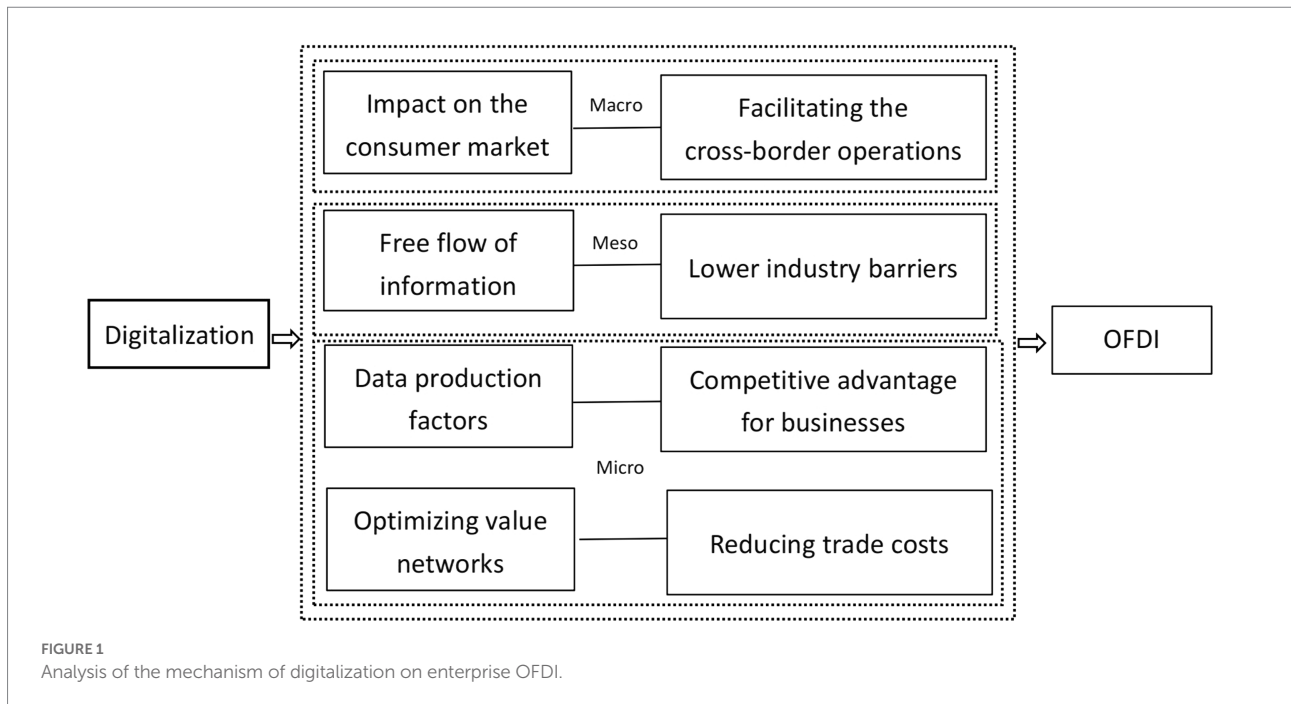 Impact on the
consumer market
Macro
Facilitating the
cross-border operations
Free flow of
information
Meso
Lower industry barriers
Digitalization
OFDI
Data production
factors
Competitive advantage
for businesses
Micro
Optimizing value
networks
Reducing trade costs
FIGURE 1
Analysis of the mechanism of digitalization on enterprise OFDI.